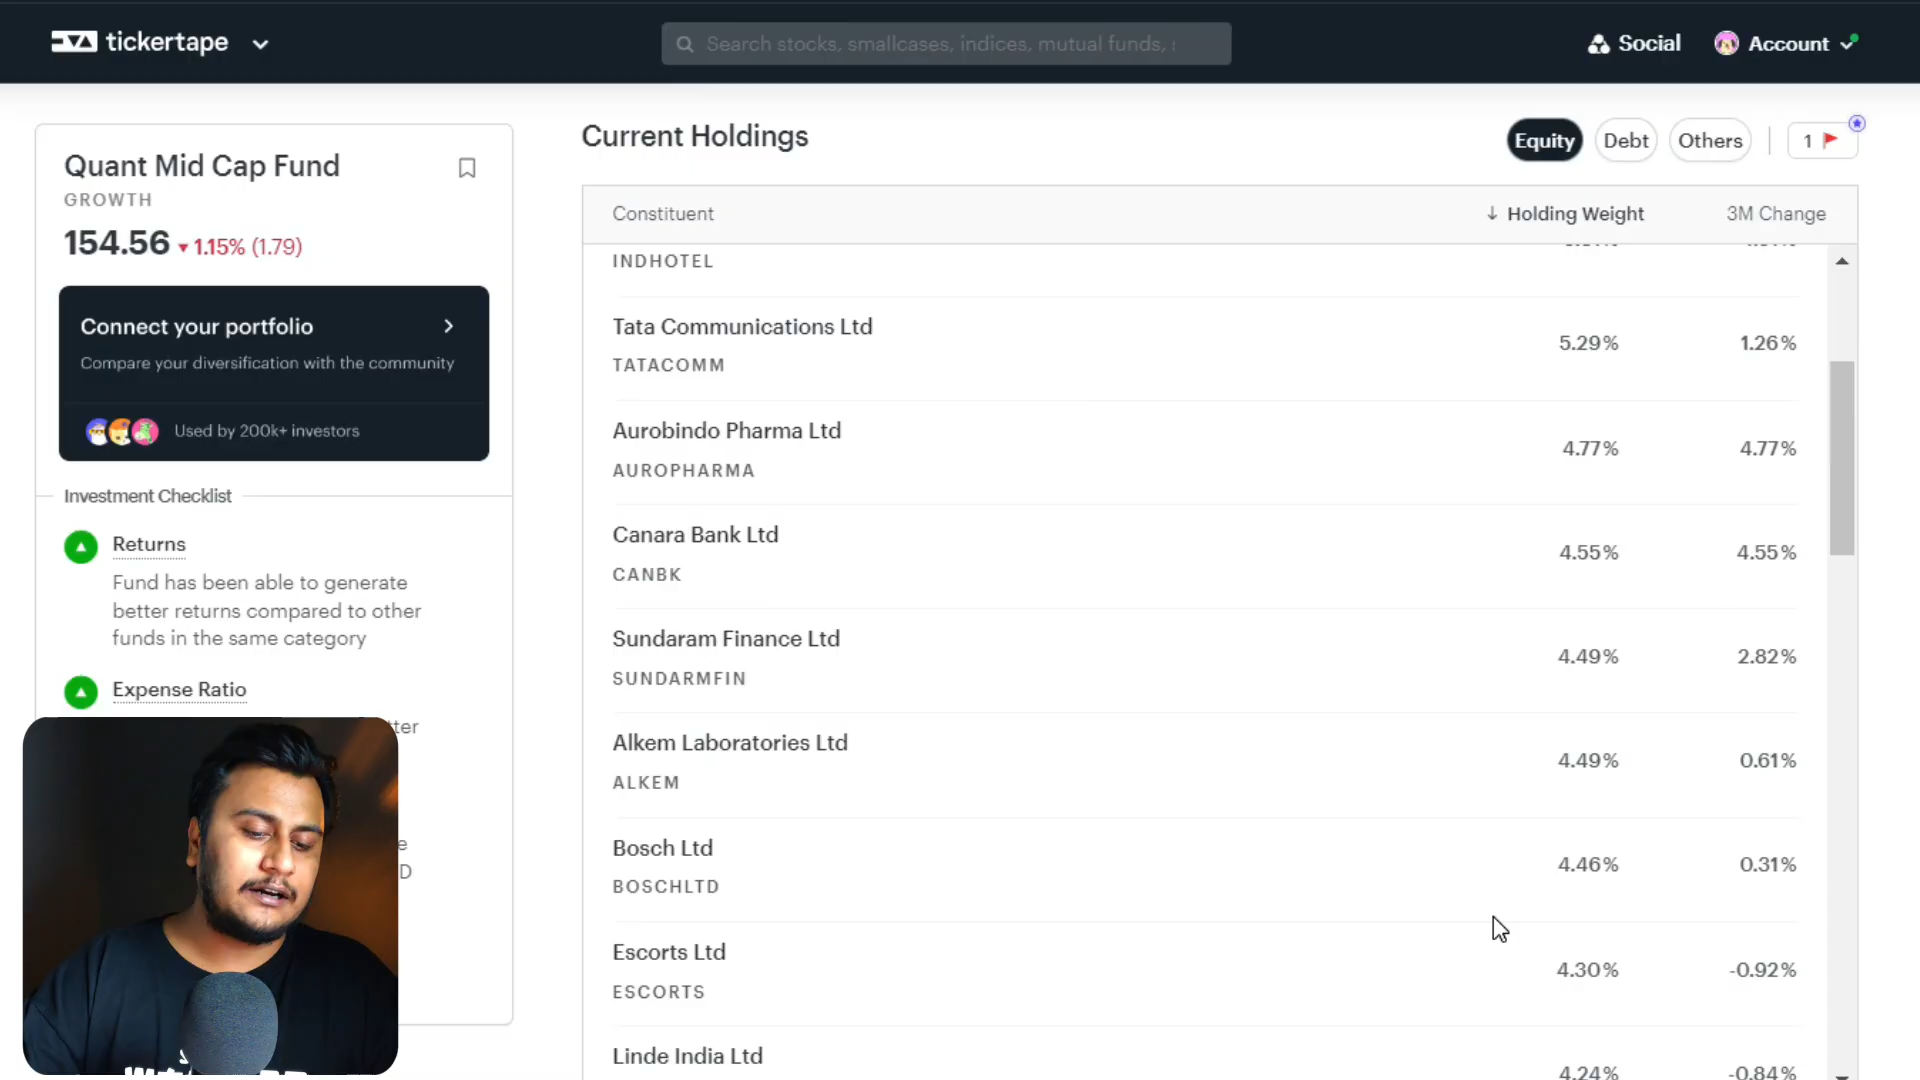 tickertape
Search stocks, smallcases, indices, mutual funds,
Social
Account
Quant Mid Cap Fund
GROWTH
154.56 ▼ 1.15% (1.79)
Connect your portfolio
Compare your diversification with the community
Used by 200k+ investors
Investment Checklist
Returns
Fund has been able to generate
better returns compared to other
funds in the same category
Expense Ratio
Current Holdings
Equity Debt Others 1
Constituent ↓ Holding Weight 3M Change
INDHOTEL
Tata Communications Ltd
TATACOMM
5.29% 1.26%
Aurobindo Pharma Ltd
AUROPHARMA
4.77% 4.77%
Canara Bank Ltd
CANBK
4.55% 4.55%
Sundaram Finance Ltd
SUNDARMFIN
4.49% 2.82%
Alkem Laboratories Ltd
ALKEM
4.49% 0.61%
Bosch Ltd
BOSCHLTD
4.46% 0.31%
Escorts Ltd
ESCORTS
4.30% -0.92%
Linde India Ltd
4.24% -0.84%